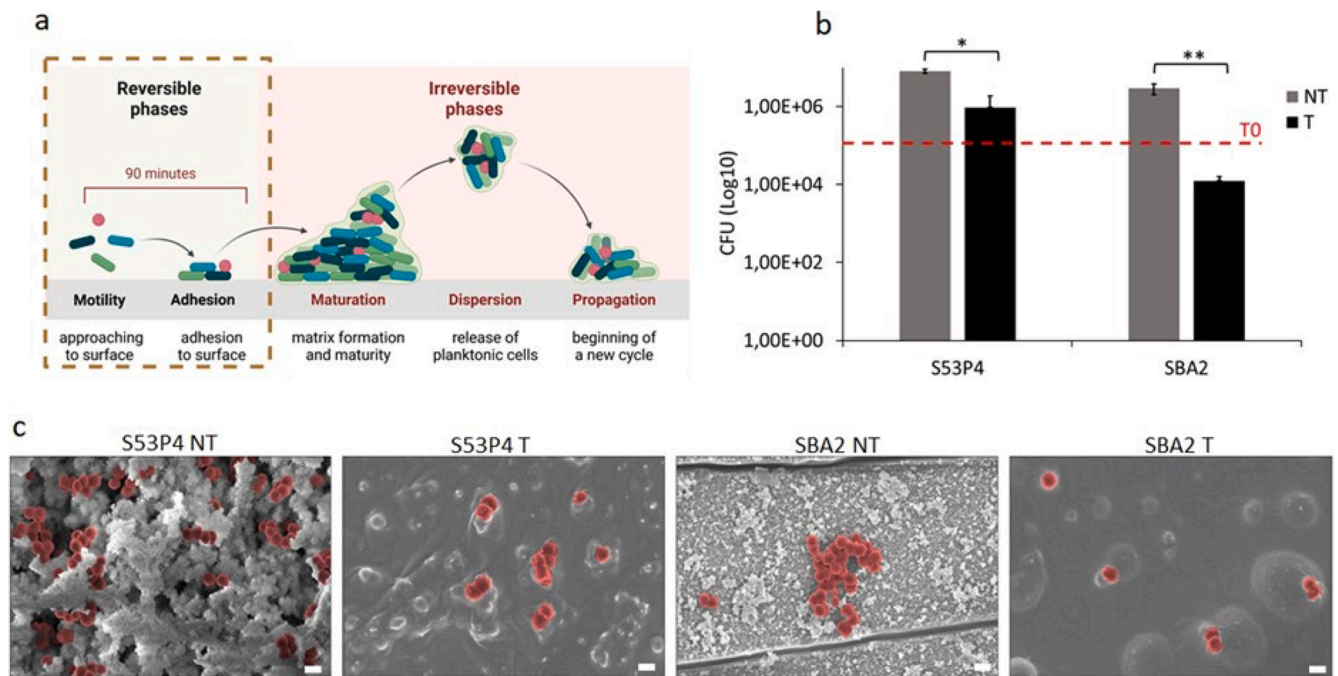 a
Reversible
phases
Irreversible
phases
90 minutes
Motility
Adhesion
Maturation
Dispersion
Propagation
approaching
to surface
adhesion
to surface
matrix formation
and maturity
release of
planktonic cells
beginning of
a new cycle
b
*
**
NT
T
T0
CFU (Log10)
1,00E+06
1,00E+04
1,00E+02
1,00E+00
S53P4
SBA2
c
S53P4 NT
S53P4 T
SBA2 NT
SBA2 T